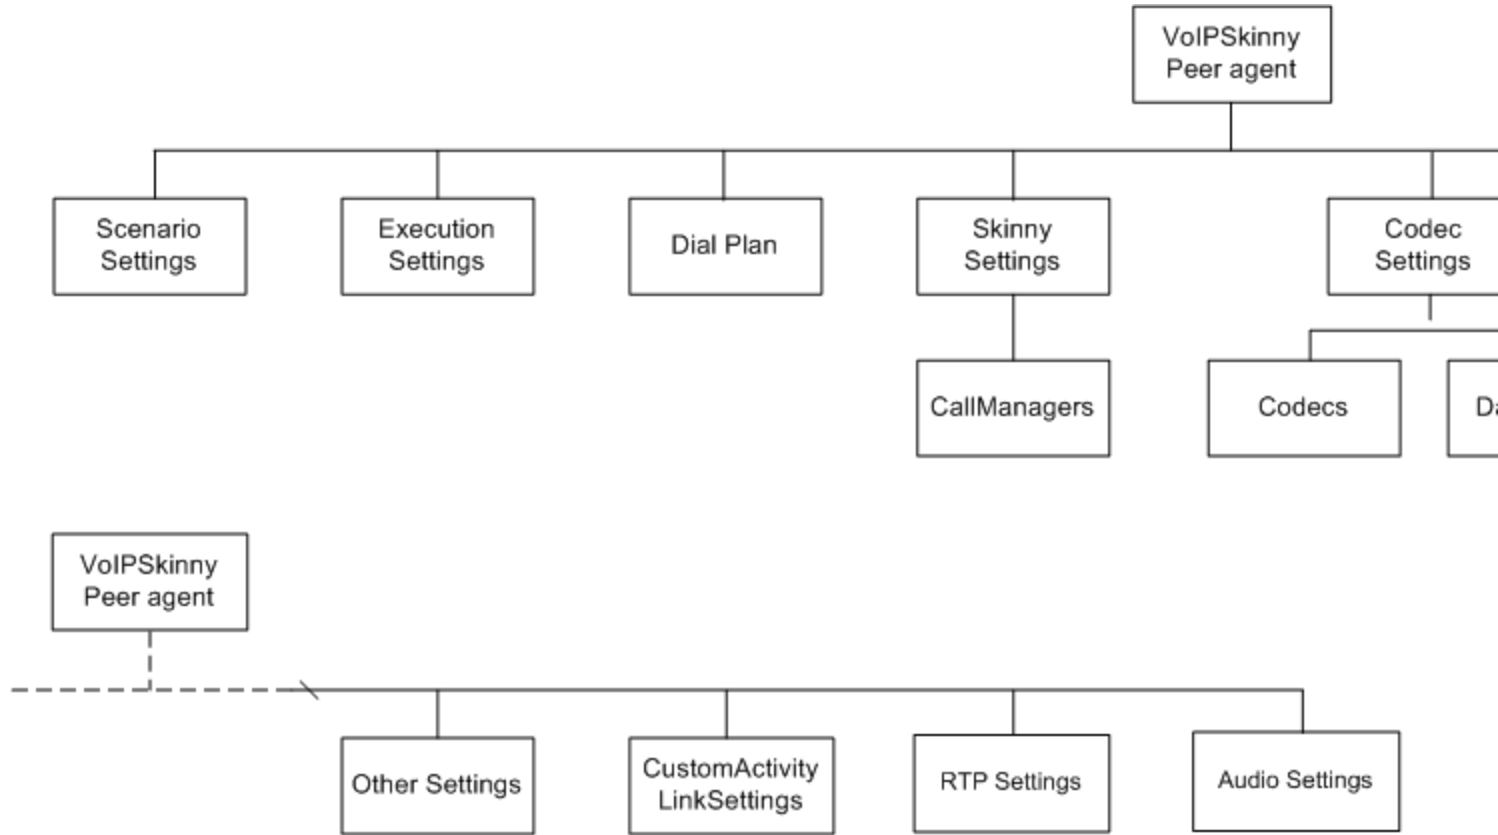 VoIPSkinny
Peer agent
Scenario
Settings
Execution
Settings
Dial Plan
Skinny
Settings
Codec
Settings
CallManagers
Codecs
VoIPSkinny
Peer agent
Other Settings
CustomActivity
LinkSettings
RTP Settings
Audio Settings